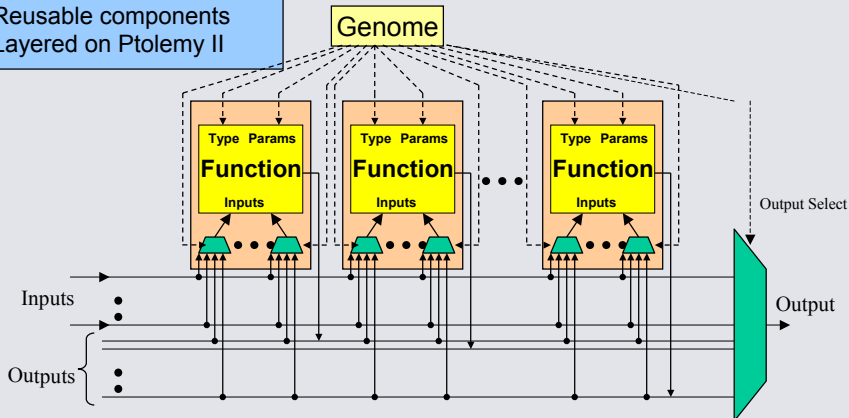 Reusable components
Layered on Ptolemy II
Genome
Type Params
Function
Inputs
Type Params
Function
Inputs
Type Params
Function
Inputs
Output Select
Inputs
Output
Outputs